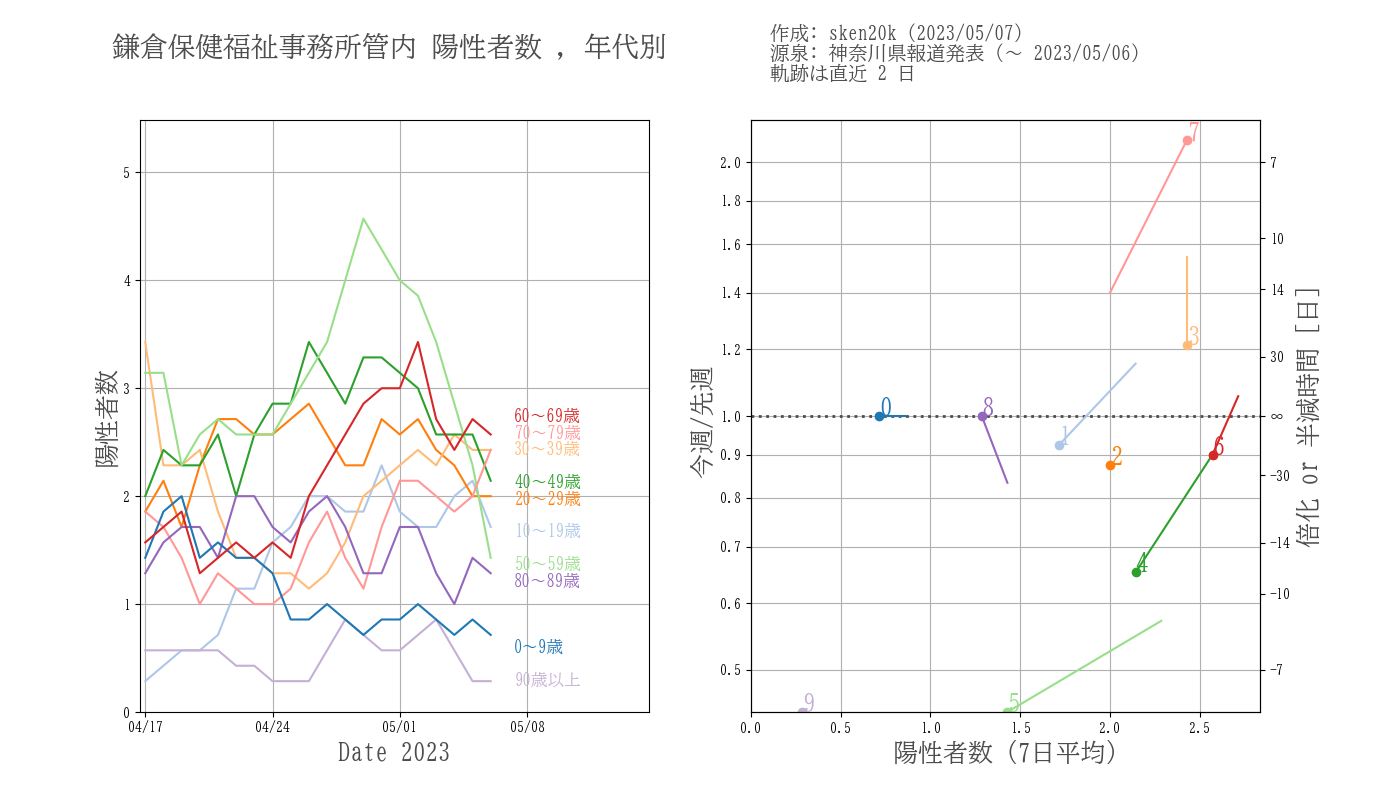 鎌倉保健福祉事務所管内 陽性者数 , 年代別
作成: sken20k (2023/05/07)
源泉: 神奈川県報道発表 (〜 2023/05/06)
軌跡は直近 2 日
陽性者数
5
4
3
2
1
0
04/17
04/24
05/01
05/08
Date 2023
60〜69歳
70〜79歳
30〜39歳
40〜49歳
20〜29歳
10〜19歳
50〜59歳
80〜89歳
0〜9歳
90歳以上
今週/先週
2.0
1.8
1.6
1.4
1.2
1.0
0.9
0.8
0.7
0.6
0.5
0.0
0.5
1.0
1.5
2.0
2.5
陽性者数 (7日平均)
7
3
0
8
1
2
6
4
5
9
7
10
14
30
∞
−30
−14
−10
−7
倍化 or 半減時間 [日]